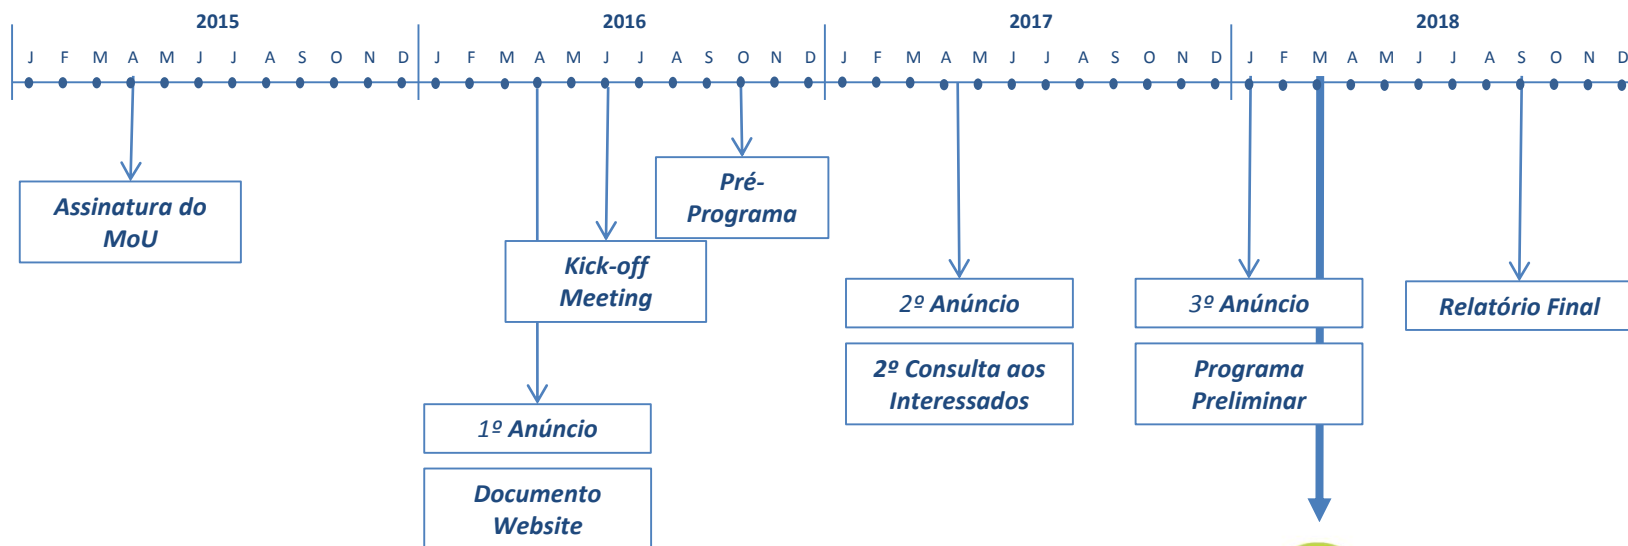 2015
2016
2017
2018
J F M A M J J A S O N D
J F M A M J J A S O N D
J F M A M J J A S O N D
J F M A M J J A S O N D
Assinatura do
MoU
Pré-
Programa
Kick-off
Meeting
1º Anúncio
Documento
Website
2º Anúncio
2º Consulta aos
Interessados
3º Anúncio
Programa
Preliminar
Relatório Final